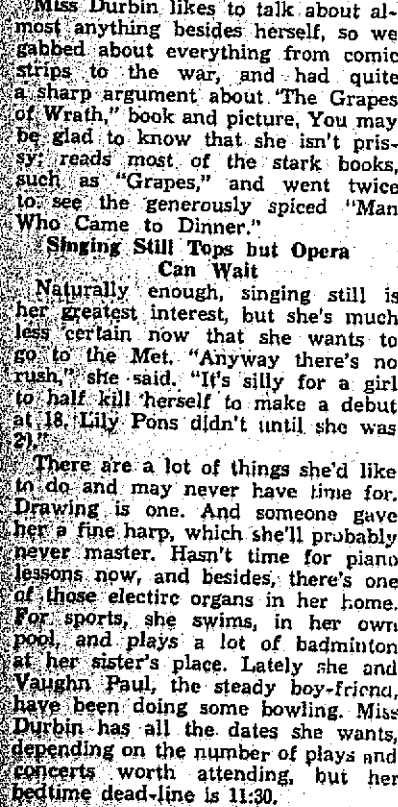 Miss Durbin likes to talk about al-
most anything besides herself, so we
gabbed about everything from comic
strips to the war, and had quite
a sharp argument about "The Grapes
of Wrath," book and picture. You may
be glad to know that she isn't pris-
sy; reads most of the stark books,
such as "Grapes," and went twice
to see the generously spiced "Man
Who Came to Dinner."
Singing Still Tops but Opera
Can Wait
Naturally enough, singing still is
her greatest interest, but she's much
less certain now that she wants to
go to the Met. "Anyway there's no
rush," she said. "It's silly for a girl
to half kill herself to make a debut
at 18. Lily Pons didn't until she was
There are a lot of things she'd like
to do and may never have time for.
Drawing is one. And someone gave
her a fine harp, which she'll probably
never master. Hasn't time for piano
lessons now, and besides, there's one
of those electirc organs in her home.
For sports, she swims, in her own
pool, and plays a lot of badminton
at her sister's place. Lately she and
Vaughn Paul, the steady boy-friend,
have been doing some bowling. Miss
Durbin has all the dates she wants,
depending on the number of plays and
concerts worth attending, but her
bedtime dead-line is 11:30.